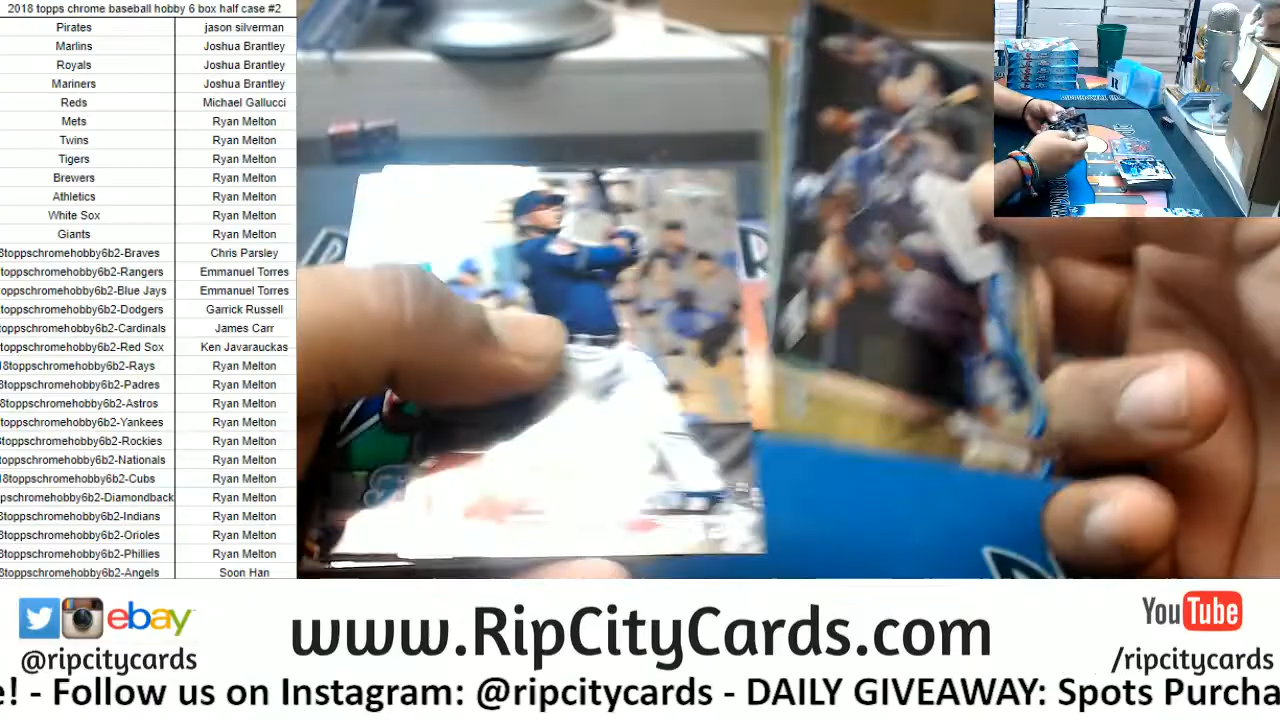 2018 topps chrome baseball hobby 6 box half case #2
Pirates jason silverman
Marlins Joshua Brantley
Royals Joshua Brantley
Mariners Joshua Brantley
Reds Michael Gallucci
Mets Ryan Melton
Twins Ryan Melton
Tigers Ryan Melton
Brewers Ryan Melton
Athletics Ryan Melton
White Sox Ryan Melton
Giants Ryan Melton
8toppschromehobby6b2-Braves Chris Parsley
toppschromehobby6b2-Rangers Emmanuel Torres
oppschromehobby6b2-Blue Jays Emmanuel Torres
toppschromehobby6b2-Dodgers Garrick Russell
toppschromehobby6b2-Cardinals James Carr
toppschromehobby6b2-Red Sox Ken Javarauckas
18toppschromehobby6b2-Rays Ryan Melton
8toppschromehobby6b2-Padres Ryan Melton
8toppschromehobby6b2-Astros Ryan Melton
toppschromehobby6b2-Yankees Ryan Melton
toppschromehobby6b2-Rockies Ryan Melton
toppschromehobby6b2-Nationals Ryan Melton
18toppschromehobby6b2-Cubs Ryan Melton
pschromehobby6b2-Diamondback Ryan Melton
8toppschromehobby6b2-Indians Ryan Melton
8toppschromehobby6b2-Orioles Ryan Melton
8toppschromehobby6b2-Phillies Ryan Melton
8toppschromehobby6b2-Angels Soon Han
ebay
@ripcitycards
www.RipCityCards.com
YouTube
/ripcitycards
e! - Follow us on Instagram: @ripcitycards - DAILY GIVEAWAY: Spots Purcha